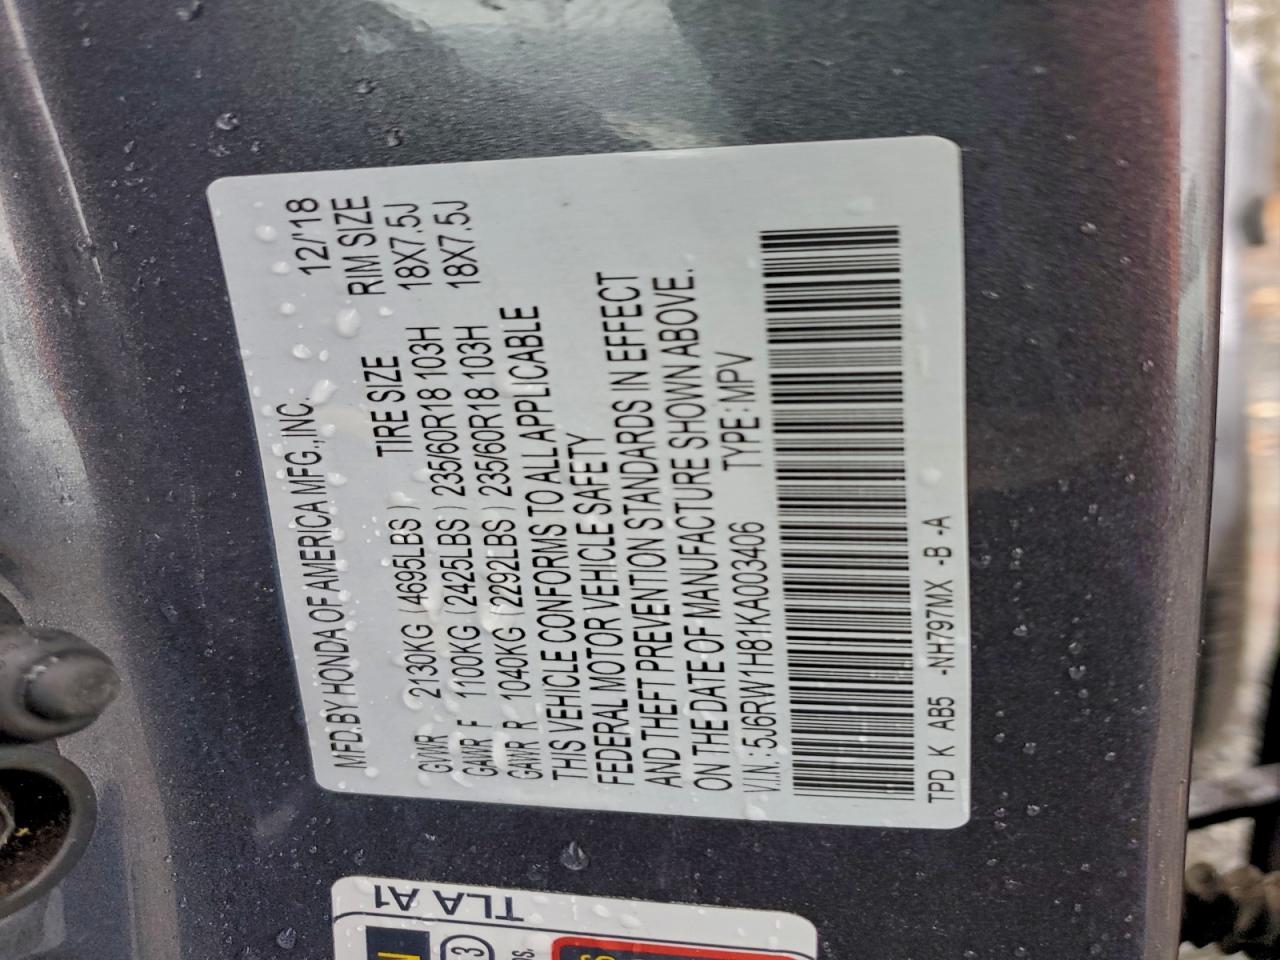 MFD.BY HONDA OF AMERICA MFG.,INC. 12/'18
TIRE SIZE RIM SIZE
GVWR 2130KG (4695LBS)
GAWR F 1100KG (2425LBS) 235/60R18 103H 18X7.5J
GAWR R 1040KG (2292LBS) 235/60R18 103H 18X7.5J
THIS VEHICLE CONFORMS TO ALL APPLICABLE
FEDERAL MOTOR VEHICLE SAFETY
AND THEFT PREVENTION STANDARDS IN EFFECT
ON THE DATE OF MANUFACTURE SHOWN ABOVE.
V.I.N.: 5J6RW1H81KA003406 TYPE: MPV
TPD K AB5 -NH797MX -B -A
TLA A1
3